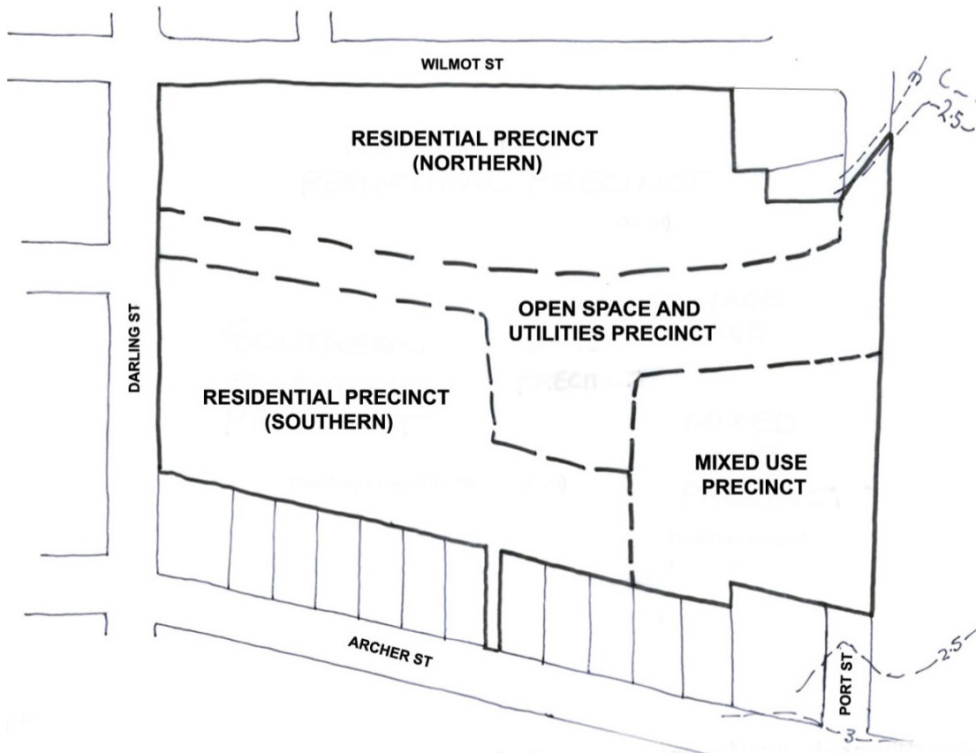 WILMOT ST
RESIDENTIAL PRECINCT
(NORTHERN)
2.5
OPEN SPACE AND
UTILITIES PRECINCT
DARLING ST
RESIDENTIAL PRECINCT
(SOUTHERN)
MIXED USE
PRECINCT
ARCHER ST
PORT ST
2.5
3